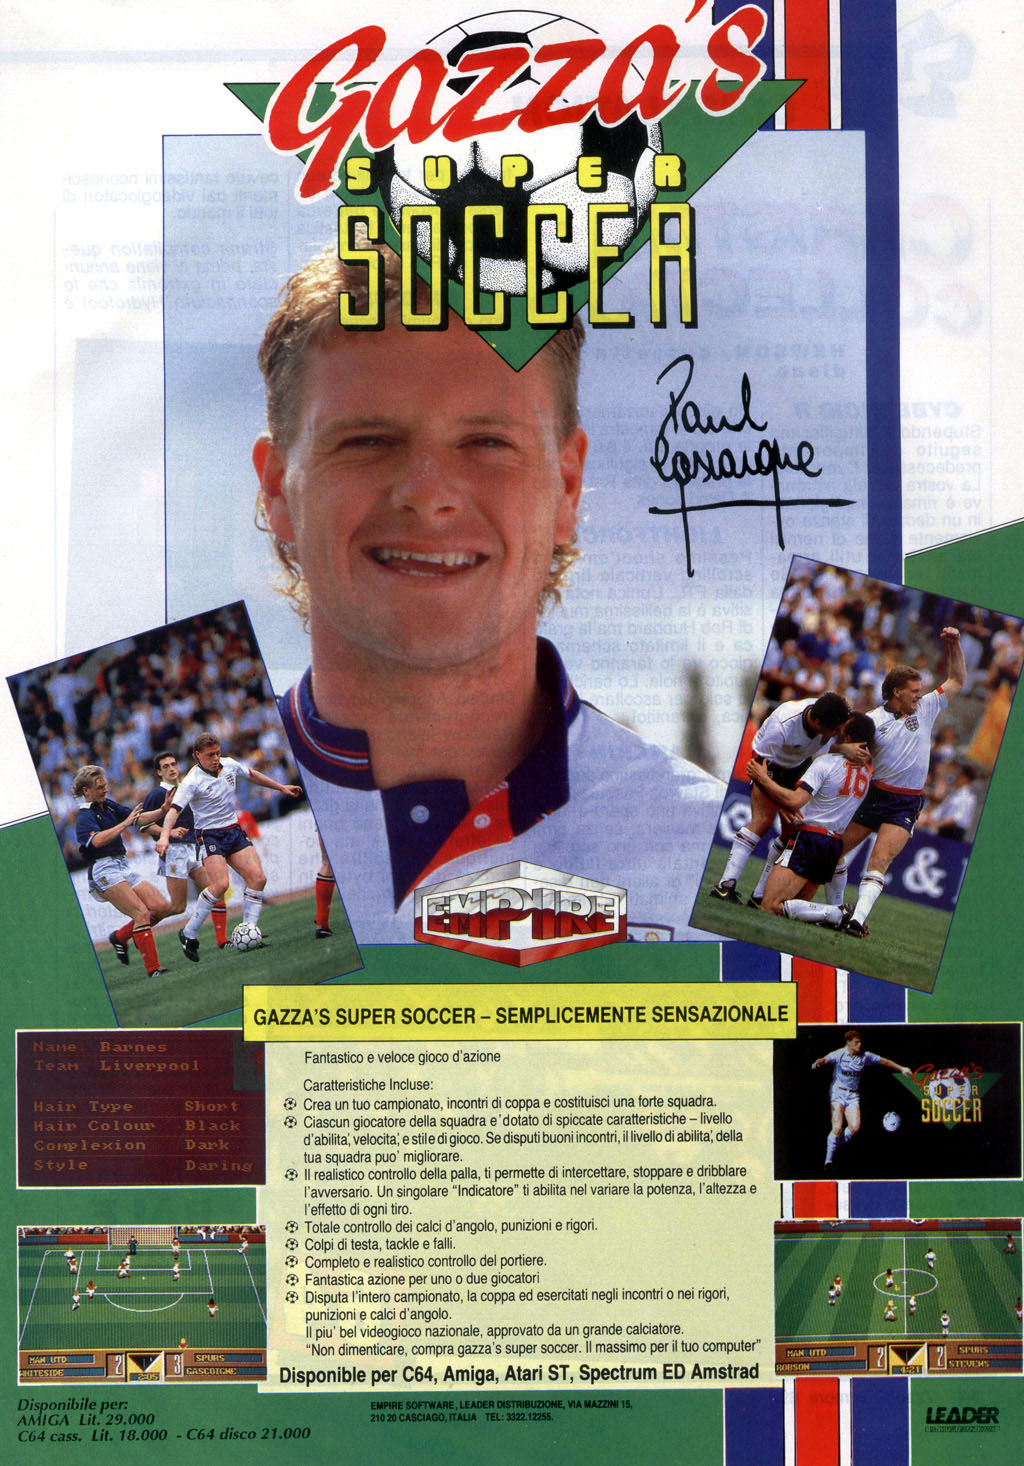 Gazza's
SUPER
SOCCER
Paul
Gascoigne
16
&
EMPIRE
GAZZA'S SUPER SOCCER – SEMPLICEMENTE SENSAZIONALE
Name Barnes
Team Liverpool
Hair Type Short
Hair Colour Black
Complexion Dark
Style Daring
Fantastico e veloce gioco d'azione
Caratteristiche Incluse:
Crea un tuo campionato, incontri di coppa e costituisci una forte squadra.
Ciascun giocatore della squadra e' dotato di spiccate caratteristiche – livello
d'abilita', velocita', e stile di gioco. Se disputi buoni incontri, il livello di abilita', della
tua squadra puo' migliorare.
Il realistico controllo della palla, ti permette di intercettare, stoppare e dribblare
l'avversario. Un singolare "Indicatore" ti abilita nel variare la potenza, l'altezza e
l'effetto di ogni tiro.
Totale controllo dei calci d'angolo, punizioni e rigori.
Colpi di testa, tackle e falli.
Completo e realistico controllo del portiere.
Fantastica azione per uno o due giocatori
Disputa l'intero campionato, la coppa ed esercitati negli incontri o nei rigori,
punizioni e calci d'angolo.
Il piu' bel videogioco nazionale, approvato da un grande calciatore.
"Non dimenticare, compra gazza's super soccer. Il massimo per il tuo computer"
Disponibile per C64, Amiga, Atari ST, Spectrum ED Amstrad
Gazza's
SUPER
SOCCER
MAN UTD 2 3 SPURS
WHITESIDE 2:05 GASCOIGNE
MAN UTD 2 2 SPURS
ROBSON STEVENS
Disponibile per:
AMIGA Lit. 29.000
C64 cass. Lit. 18.000 - C64 disco 21.000
EMPIRE SOFTWARE, LEADER DISTRIBUZIONE, VIA MAZZINI 15,
210 20 CASCIAGO, ITALIA TEL: 3322.12255.
LEADER